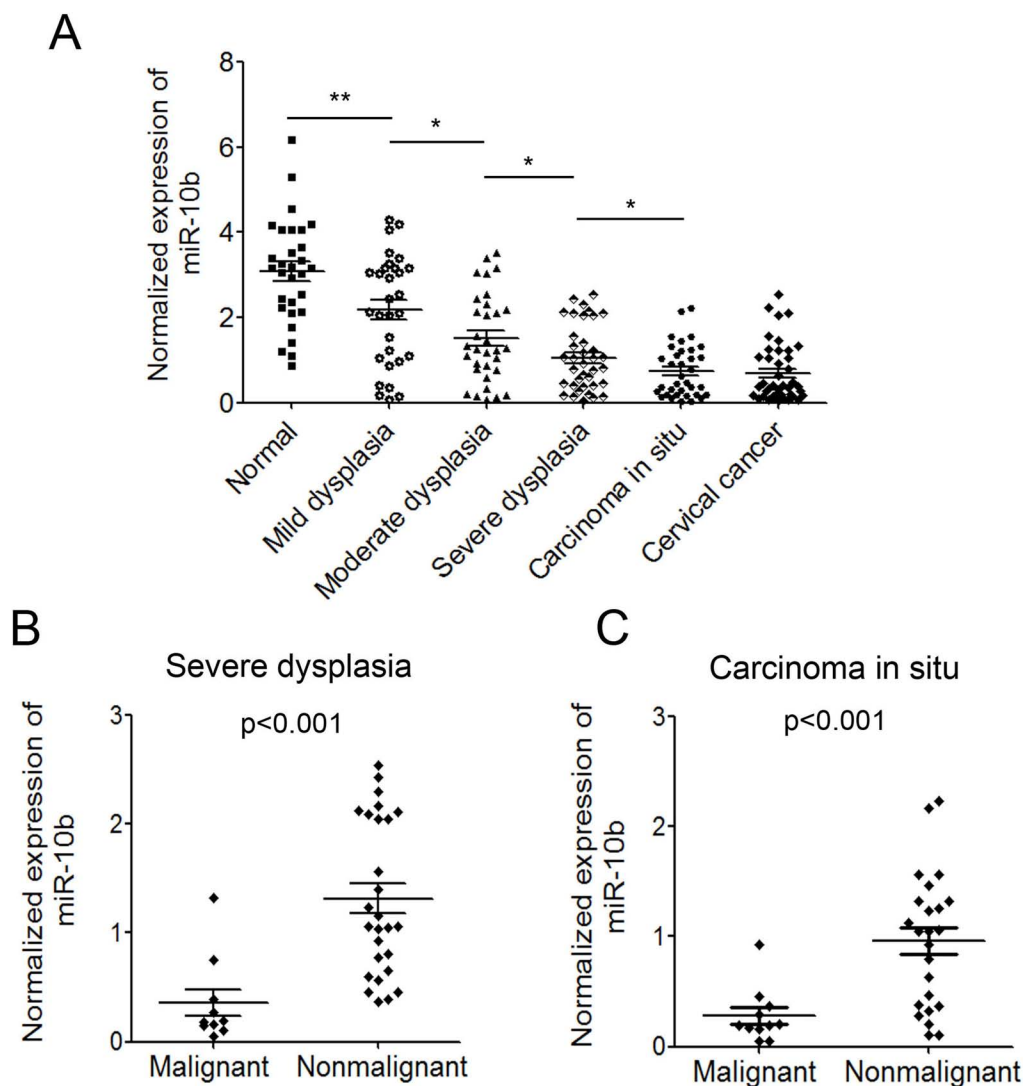 A
Normalized expression of
miR-10b
8
6
4
2
0
**
*
*
*
Normal
Mild dysplasia
Moderate dysplasia
Severe dysplasia
Carcinoma in situ
Cervical cancer
B
Severe dysplasia
p<0.001
Normalized expression of
miR-10b
3
2
1
0
Malignant
Nonmalignant
C
Carcinoma in situ
p<0.001
Normalized expression of
miR-10b
3
2
1
0
Malignant
Nonmalignant